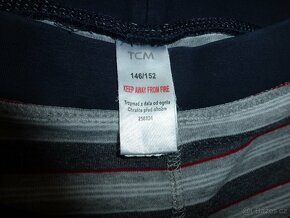 TCM
146/152
KEEP AWAY FROM FIRE
Trzymać z dala od ognia
Chraňte před ohněm